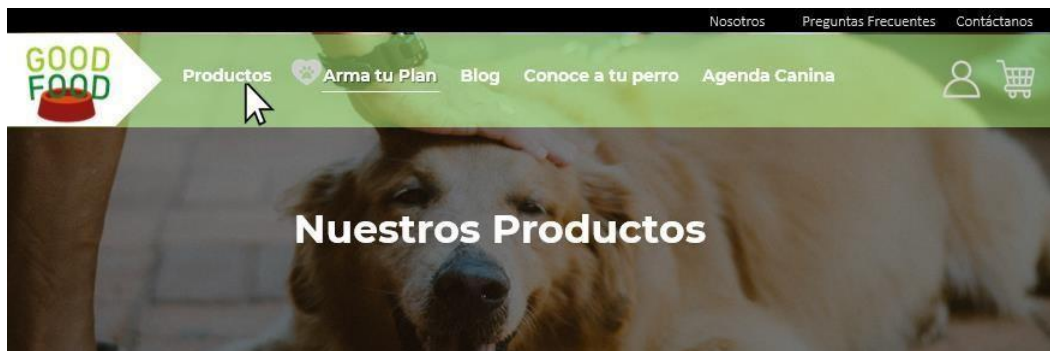 Nosotros Preguntas Frecuentes Contáctanos
GOOD
FOOD
Productos Arma tu Plan Blog Conoce a tu perro Agenda Canina
Nuestros Productos